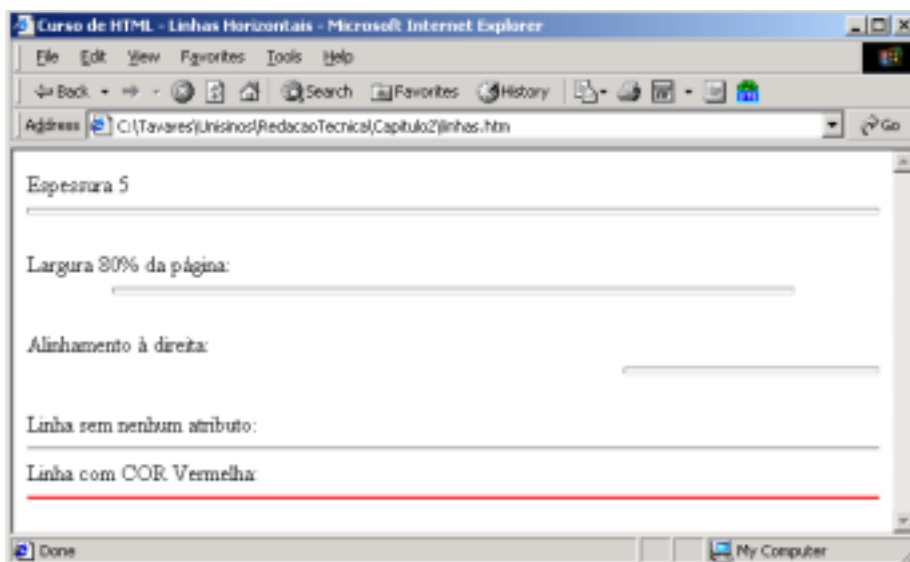 Curso de HTML - Linhas Horizontais - Microsoft Internet Explorer
File Edit View Favorites Tools Help
Back Search Favorites History
Address C:\Tavares\Unisinos\RedacaoTecnica\Capitulo2\linhas.htm Go
Espessura 5
Largura 80% da página:
Alinhamento à direita:
Linha sem nenhum atributo:
Linha com COR Vermelha:
Done My Computer